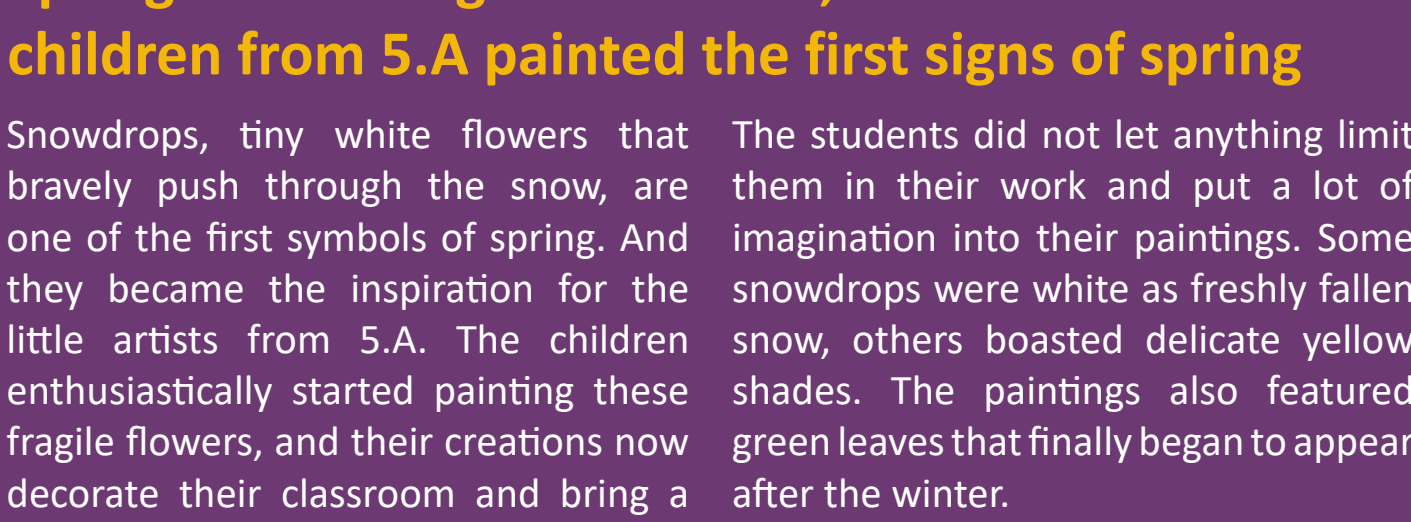 children from 5.A painted the first signs of spring
Snowdrops, tiny white flowers that
bravely push through the snow, are
one of the first symbols of spring. And
they became the inspiration for the
little artists from 5.A. The children
enthusiastically started painting these
fragile flowers, and their creations now
decorate their classroom and bring a
The students did not let anything limit
them in their work and put a lot of
imagination into their paintings. Some
snowdrops were white as freshly fallen
snow, others boasted delicate yellow
shades. The paintings also featured
green leaves that finally began to appear
after the winter.